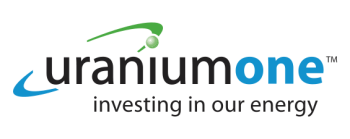 uraniumone™
investing in our energy